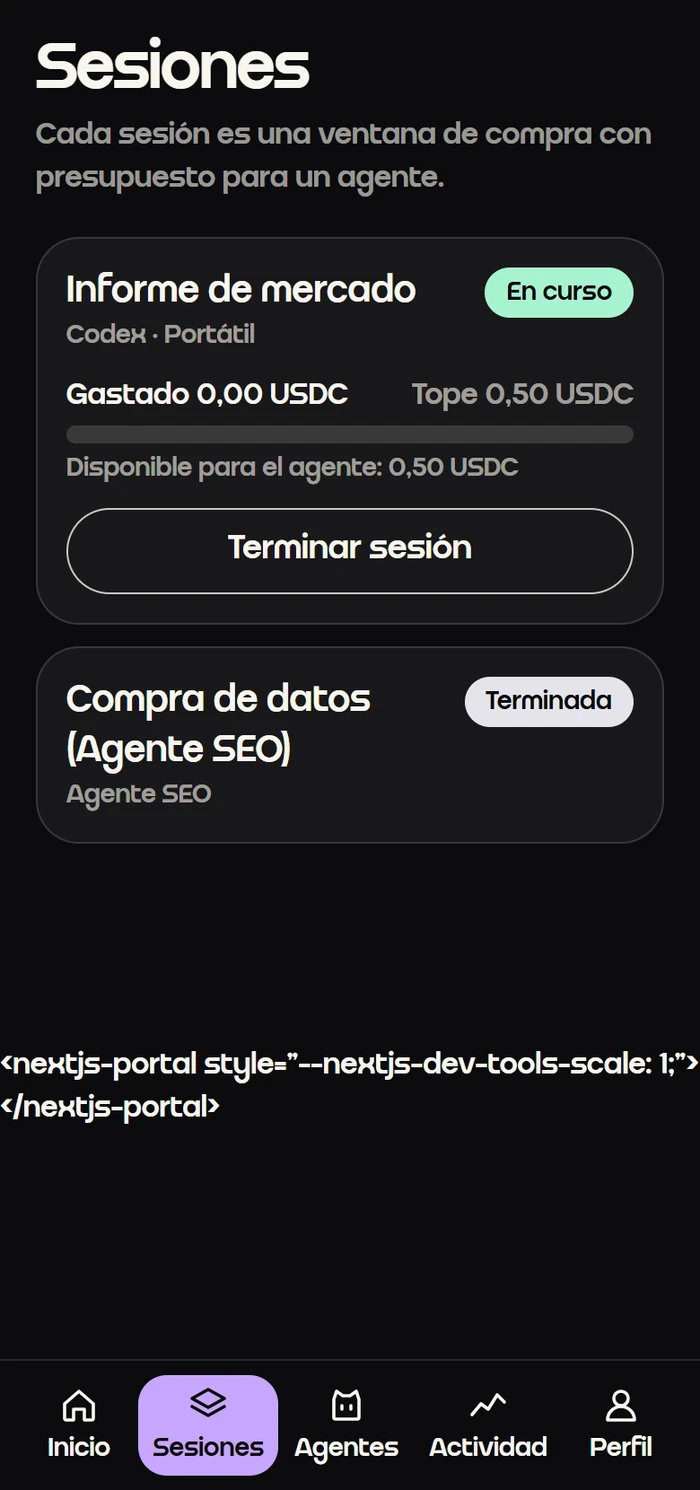 Sesiones
Cada sesión es una ventana de compra con
presupuesto para un agente.
Informe de mercado
En curso
Codex · Portátil
Gastado 0,00 USDC
Tope 0,50 USDC
Disponible para el agente: 0,50 USDC
Terminar sesión
Compra de datos
(Agente SEO)
Terminada
Agente SEO
<nextjs-portal style="--nextjs-dev-tools-scale: 1;">
</nextjs-portal>
Inicio
Sesiones
Agentes
Actividad
Perfil